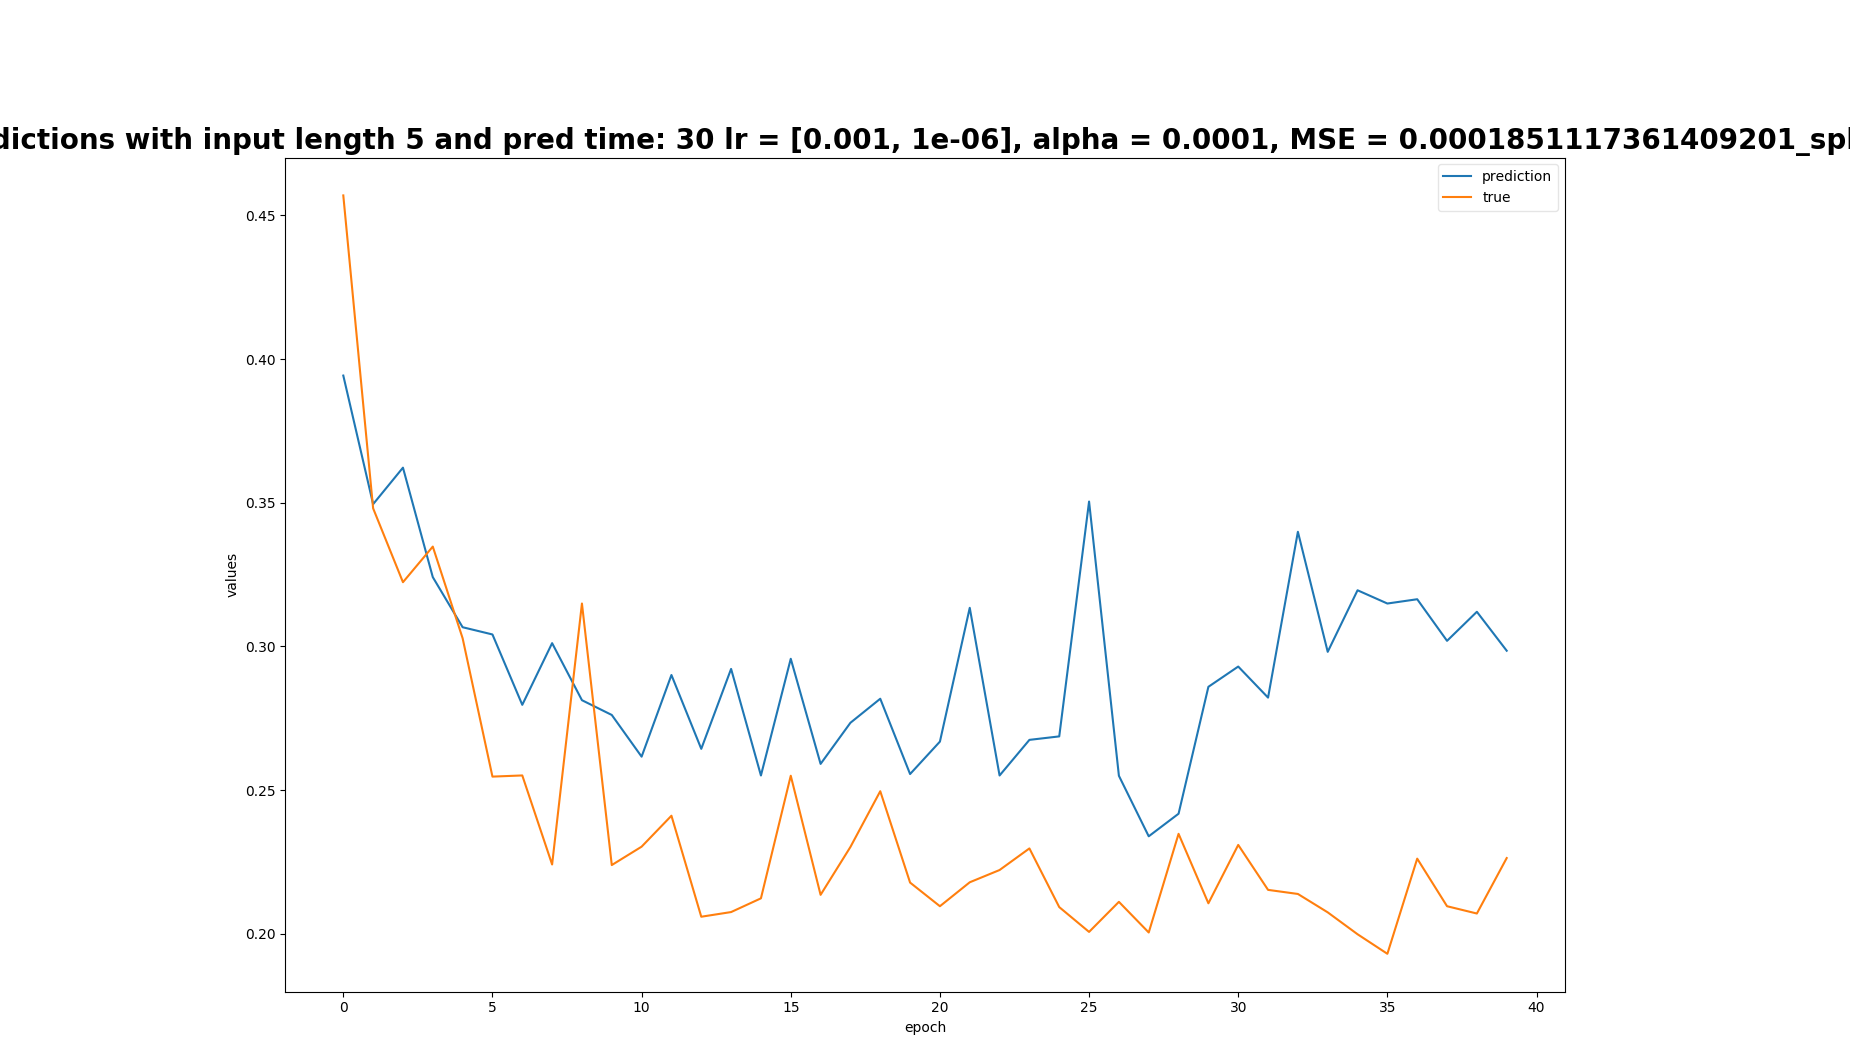 dictions with input length 5 and pred time: 30 lr = [0.001, 1e-06], alpha = 0.0001, MSE = 0.0001851117361409201_spl
prediction
true
0.45
0.40
0.35
0.30
0.25
0.20
values
0 5 10 15 20 25 30 35 40
epoch